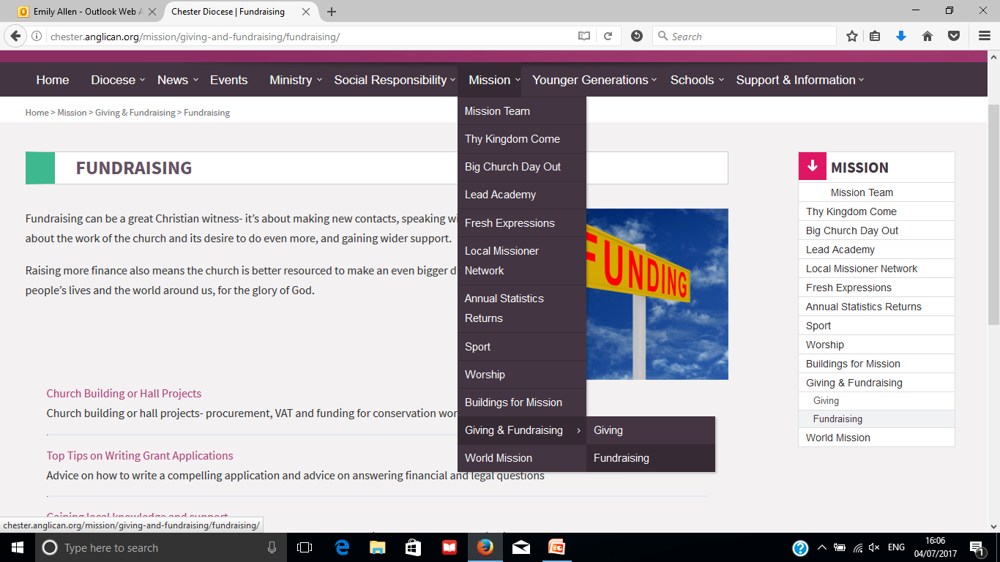 Emily Allen - Outlook Web A
Chester Diocese | Fundraising
chester.anglican.org/mission/giving-and-fundraising/fundraising/
Search
Home
Diocese
News
Events
Ministry
Social Responsibility
Mission
Younger Generations
Schools
Support & Information
Home > Mission > Giving & Fundraising > Fundraising
FUNDRAISING
Fundraising can be a great Christian witness- it's about making new contacts, speaking
about the work of the church and its desire to do even more, and gaining wider support.
Raising more finance also means the church is better resourced to make an even bigger
people's lives and the world around us, for the glory of God.
FUNDING
Church Building or Hall Projects
Church building or hall projects- procurement, VAT and funding for conservation
Top Tips on Writing Grant Applications
Advice on how to write a compelling application and advice on answering financial and legal questions
Gaining local knowledge and support
Mission Team
Thy Kingdom Come
Big Church Day Out
Lead Academy
Fresh Expressions
Local Missioner
Network
Annual Statistics
Returns
Sport
Worship
Buildings for Mission
Giving & Fundraising
World Mission
Giving
Fundraising
MISSION
Mission Team
Thy Kingdom Come
Big Church Day Out
Lead Academy
Local Missioner Network
Fresh Expressions
Annual Statistics Returns
Sport
Worship
Buildings for Mission
Giving & Fundraising
Giving
Fundraising
World Mission
chester.anglican.org/mission/giving-and-fundraising/fundraising/
Type here to search
ENG
16:06
04/07/2017
1